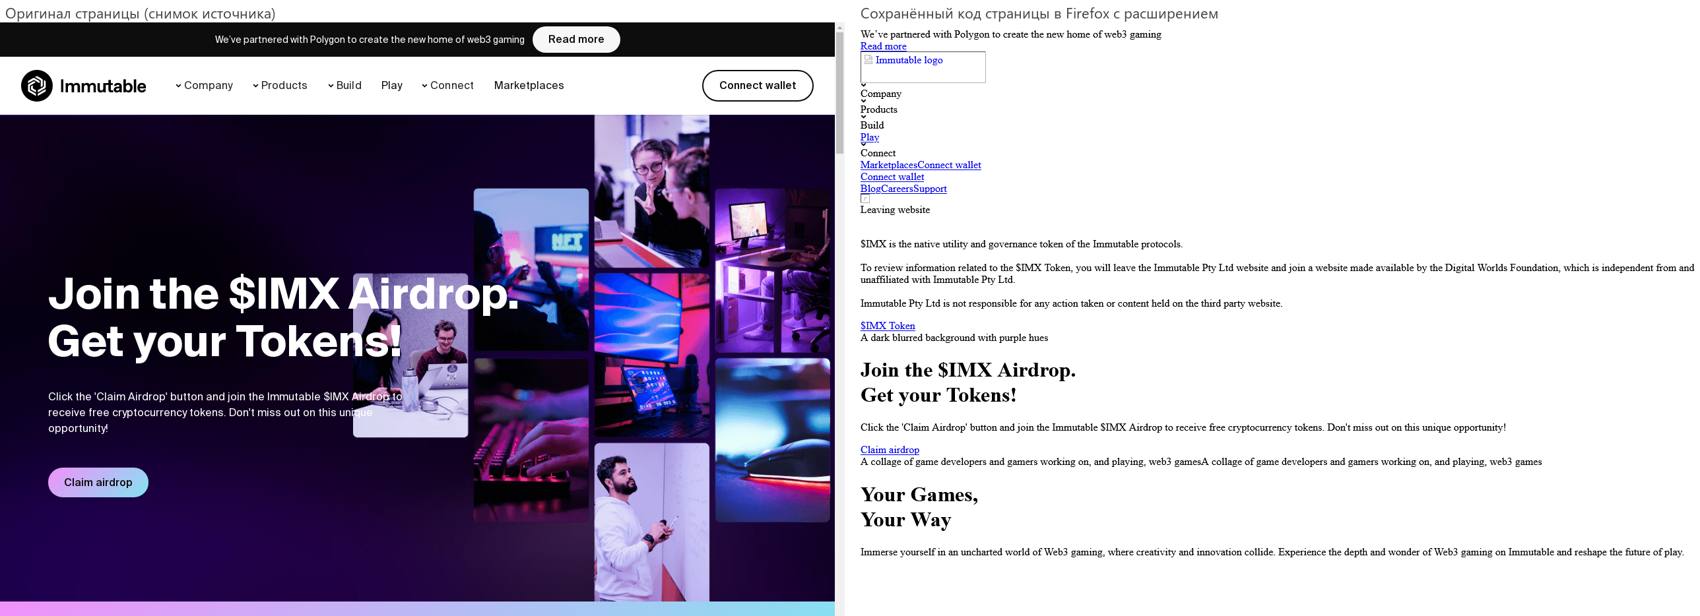 Оригинал страницы (снимок источника)
We've partnered with Polygon to create the new home of web3 gaming Read more
Immutable Company Products Build Play Connect Marketplaces Connect wallet
NFT
Join the $IMX Airdrop.
Get your Tokens!
Click the 'Claim Airdrop' button and join the Immutable $IMX Airdrop to
receive free cryptocurrency tokens. Don't miss out on this unique
opportunity!
Claim airdrop
Сохранённый код страницы в Firefox с расширением
We've partnered with Polygon to create the new home of web3 gaming
Read more
Immutable logo
Company
Products
Build
Play
Connect
MarketplacesConnect wallet
Connect wallet
BlogCareersSupport
Leaving website
$IMX is the native utility and governance token of the Immutable protocols.
To review information related to the $IMX Token, you will leave the Immutable Pty Ltd website and join a website made available by the Digital Worlds Foundation, which is independent from and
unaffiliated with Immutable Pty Ltd.
Immutable Pty Ltd is not responsible for any action taken or content held on the third party website.
$IMX Token
A dark blurred background with purple hues
Join the $IMX Airdrop.
Get your Tokens!
Click the 'Claim Airdrop' button and join the Immutable $IMX Airdrop to receive free cryptocurrency tokens. Don't miss out on this unique opportunity!
Claim airdrop
A collage of game developers and gamers working on, and playing, web3 gamesA collage of game developers and gamers working on, and playing, web3 games
Your Games,
Your Way
Immerse yourself in an uncharted world of Web3 gaming, where creativity and innovation collide. Experience the depth and wonder of Web3 gaming on Immutable and reshape the future of play.